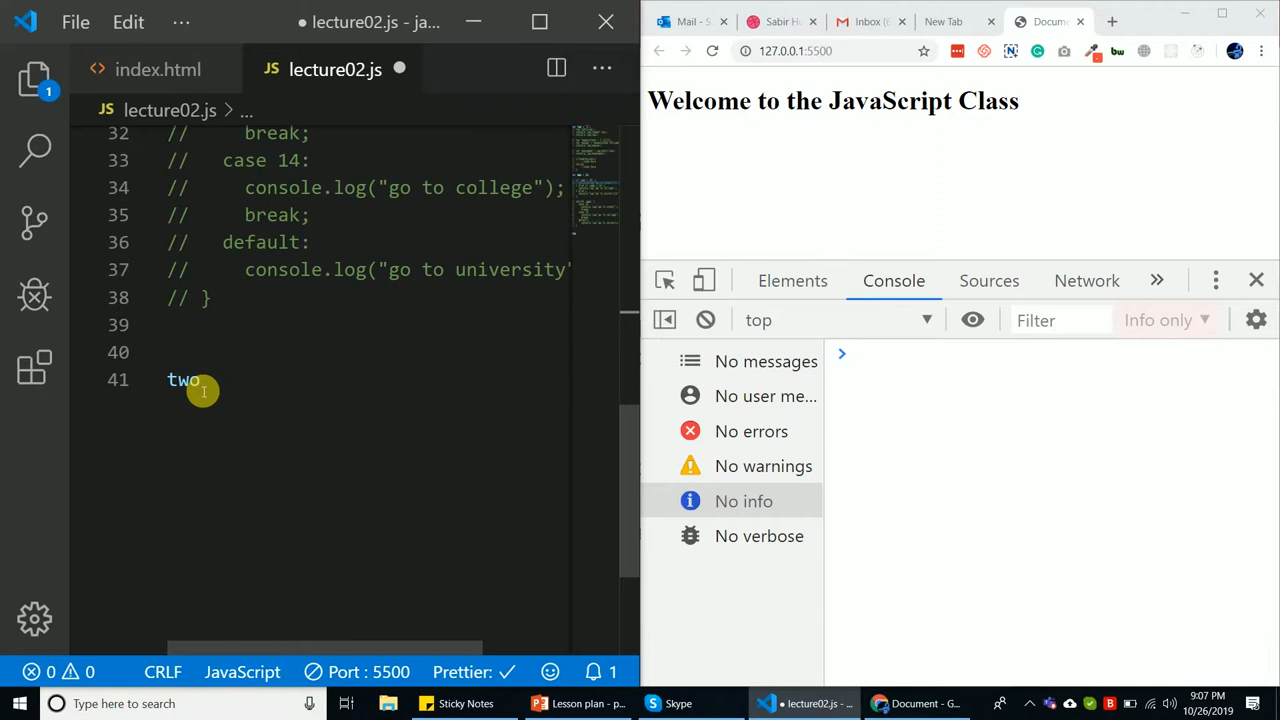 File Edit ··· ● lecture02.js - ja...
index.html JS lecture02.js ● ···
JS lecture02.js > ...
32 // break;
33 // case 14:
34 // console.log("go to college");
35 // break;
36 // default:
37 // console.log("go to university"
38 // }
39
40
41 two
0 0 CRLF JavaScript Port : 5500 Prettier: ✓ 1
Mail - S Sabir H Inbox (6 New Tab Docume
127.0.0.1:5500
bw
Welcome to the JavaScript Class
Elements Console Sources Network »
top Filter Info only ▼
No messages
No user me...
No errors
No warnings
No info
No verbose
>
Type here to search Sticky Notes Lesson plan - p... Skype ● lecture02.js - ... Document - G... 9:07 PM
10/26/2019